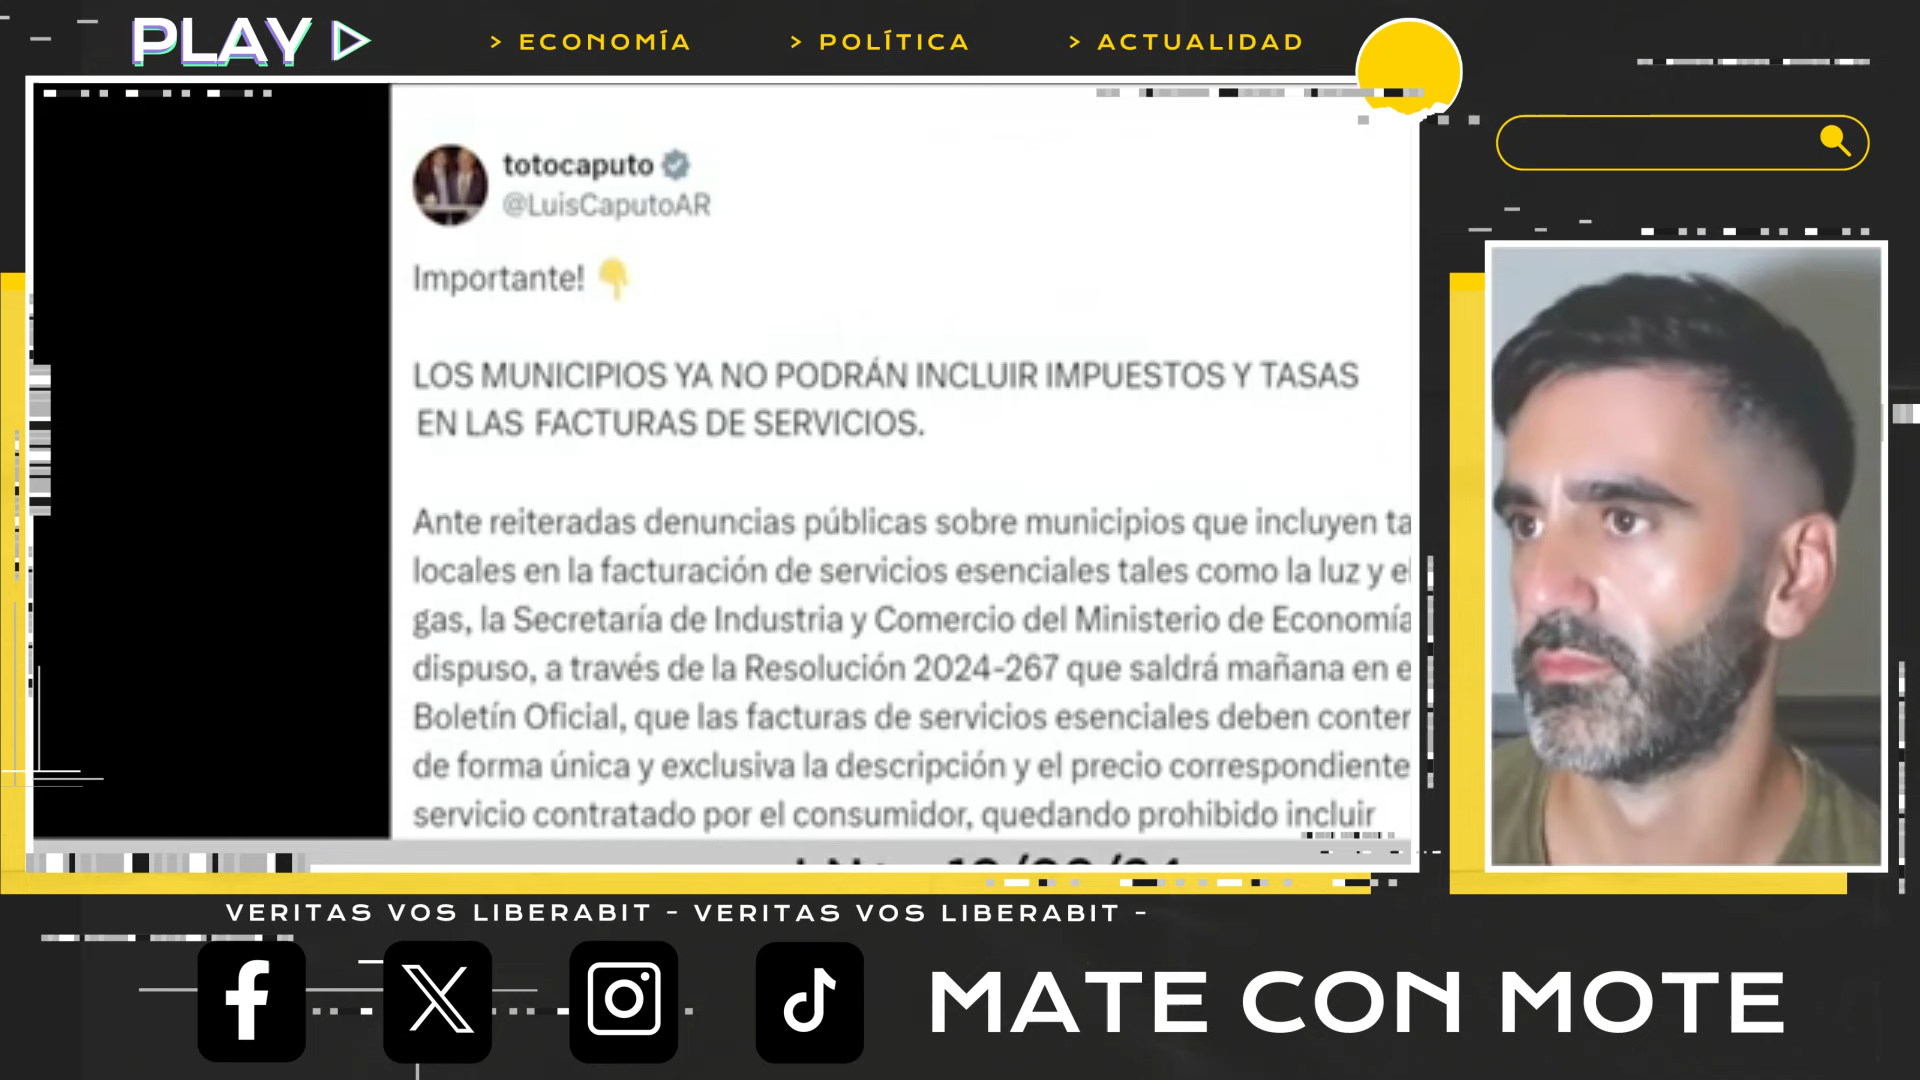 PLAY
> ECONOMÍA
> POLÍTICA
> ACTUALIDAD
totocaputo
@LuisCaputoAR
Importante! 👇
LOS MUNICIPIOS YA NO PODRÁN INCLUIR IMPUESTOS Y TASAS
EN LAS FACTURAS DE SERVICIOS.
Ante reiteradas denuncias públicas sobre municipios que incluyen ta
locales en la facturación de servicios esenciales tales como la luz y el
gas, la Secretaría de Industria y Comercio del Ministerio de Economía
dispuso, a través de la Resolución 2024-267 que saldrá mañana en e
Boletín Oficial, que las facturas de servicios esenciales deben conter
de forma única y exclusiva la descripción y el precio correspondiente
servicio contratado por el consumidor, quedando prohibido incluir
VERITAS VOS LIBERABIT - VERITAS VOS LIBERABIT -
MATE CON MOTE